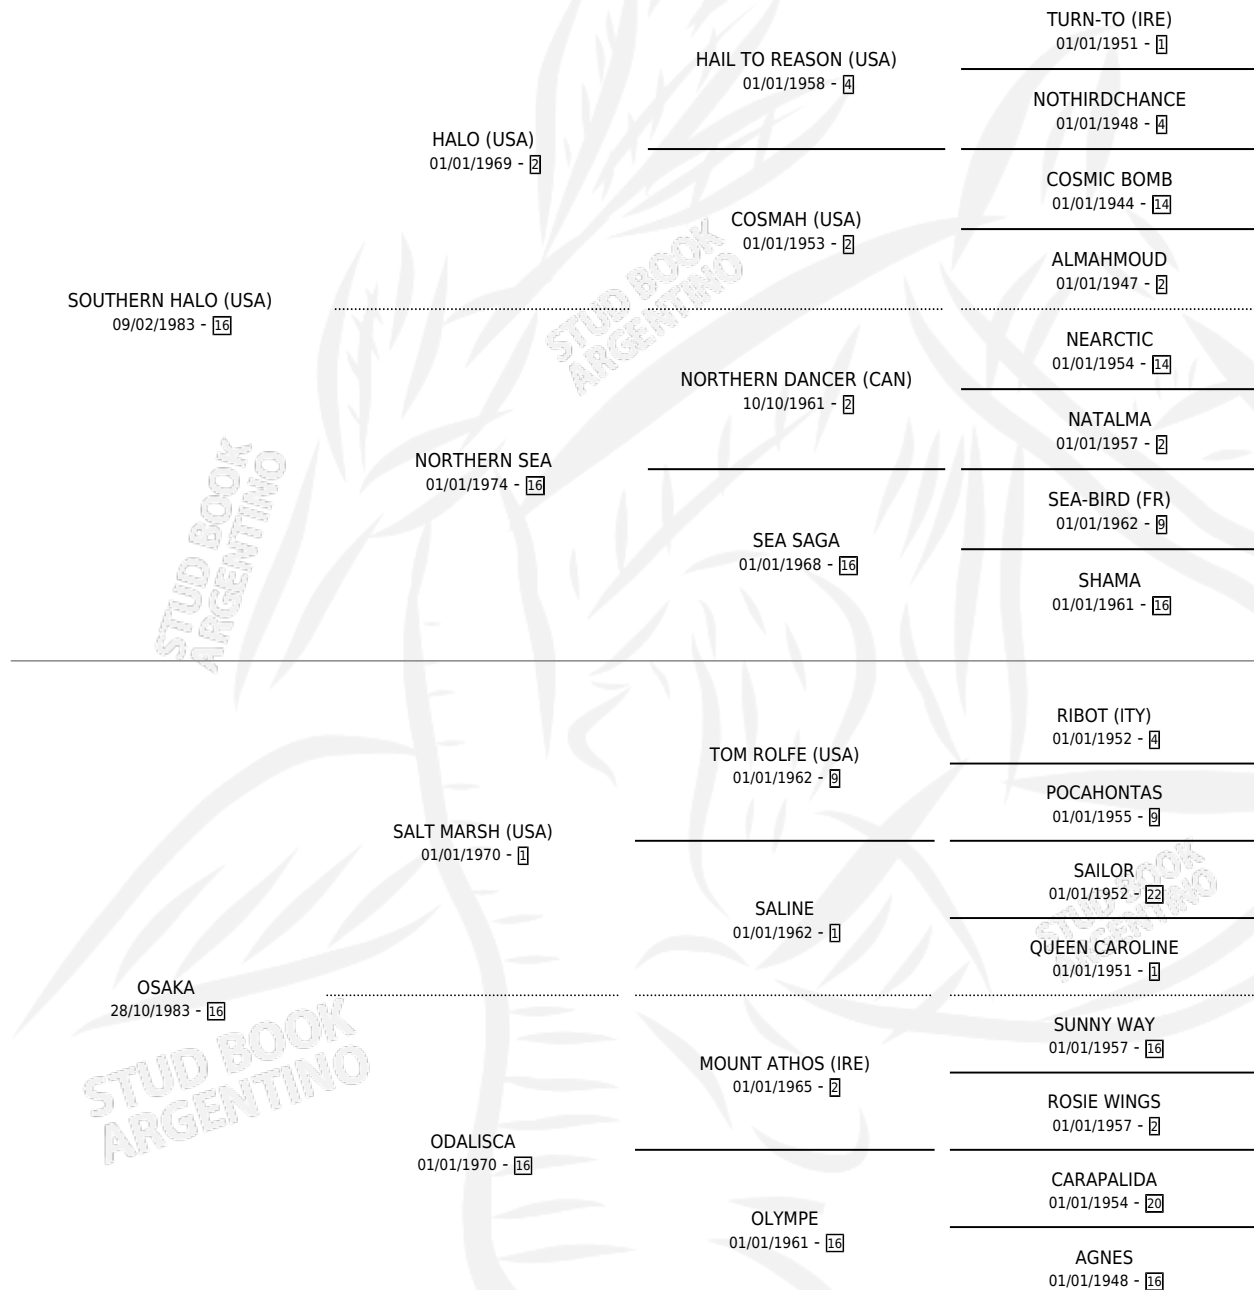 SOUTHERN HALO (USA)
09/02/1983 - 16
HALO (USA)
01/01/1969 - 2
HAIL TO REASON (USA)
01/01/1958 - 4
TURN-TO (IRE)
01/01/1951 - 1
NOTHIRDCHANCE
01/01/1948 - 4
COSMAH (USA)
01/01/1953 - 2
COSMIC BOMB
01/01/1944 - 14
ALMAHMOUD
01/01/1947 - 2
NORTHERN SEA
01/01/1974 - 16
NORTHERN DANCER (CAN)
10/10/1961 - 2
NEARCTIC
01/01/1954 - 14
NATALMA
01/01/1957 - 2
SEA SAGA
01/01/1968 - 16
SEA-BIRD (FR)
01/01/1962 - 9
SHAMA
01/01/1961 - 16
OSAKA
28/10/1983 - 16
SALT MARSH (USA)
01/01/1970 - 1
TOM ROLFE (USA)
01/01/1962 - 9
RIBOT (ITY)
01/01/1952 - 4
POCAHONTAS
01/01/1955 - 9
SALINE
01/01/1962 - 1
SAILOR
01/01/1952 - 22
QUEEN CAROLINE
01/01/1951 - 1
ODALISCA
01/01/1970 - 16
MOUNT ATHOS (IRE)
01/01/1965 - 2
SUNNY WAY
01/01/1957 - 16
ROSIE WINGS
01/01/1957 - 2
OLYMPE
01/01/1961 - 16
CARAPALIDA
01/01/1954 - 20
AGNES
01/01/1948 - 16
STUD BOOK
ARGENTINO
STUD BOOK
ARGENTINO
STUD BOOK
ARGENTINO
STUD BOOK
ARGENTINO